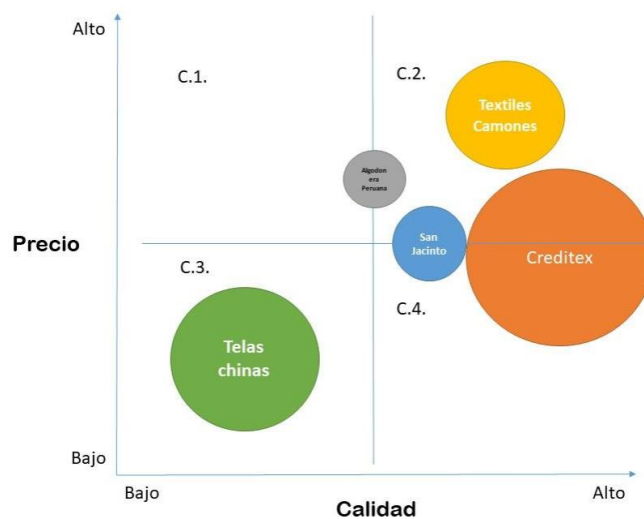 Alto
C.1.
C.2.
Textiles
Camones
Algodon
era
Peruana
San
Jacinto
Precio
Creditex
C.3.
C.4.
Telas
chinas
Bajo
Bajo
Calidad
Alto